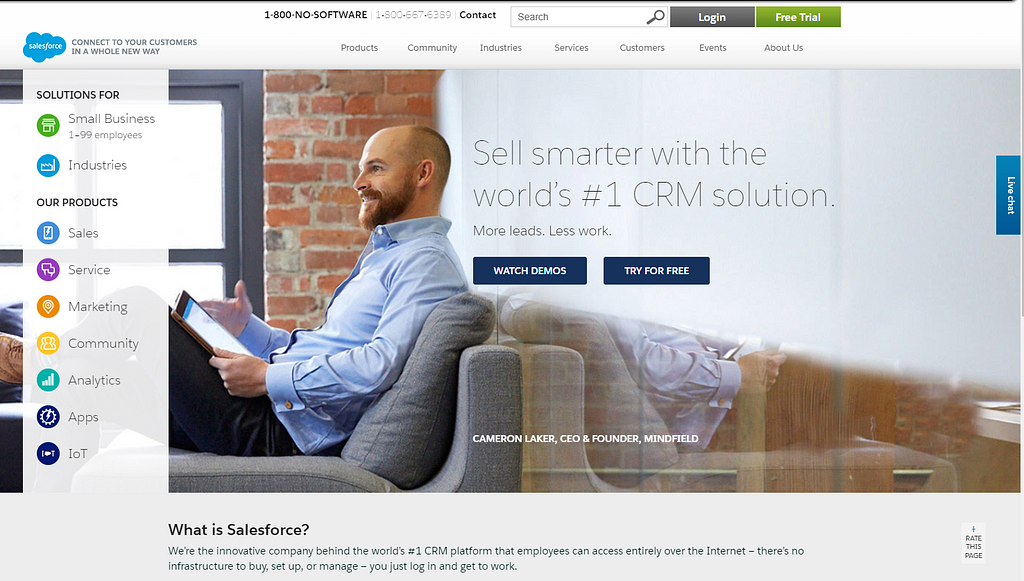 1-800-NO-SOFTWARE | 1-800-667-6389 | Contact
Search
Login
Free Trial
salesforce
CONNECT TO YOUR CUSTOMERS
IN A WHOLE NEW WAY
Products
Community
Industries
Services
Customers
Events
About Us
SOLUTIONS FOR
Small Business
1–99 employees
Industries
OUR PRODUCTS
Sales
Service
Marketing
Community
Analytics
Apps
IoT
Sell smarter with the
world's #1 CRM solution.
More leads. Less work.
WATCH DEMOS
TRY FOR FREE
CAMERON LAKER, CEO & FOUNDER, MINDFIELD
Live chat
What is Salesforce?
We're the innovative company behind the world's #1 CRM platform that employees can access entirely over the Internet – there's no
infrastructure to buy, set up, or manage – you just log in and get to work.
+
RATE
THIS
PAGE